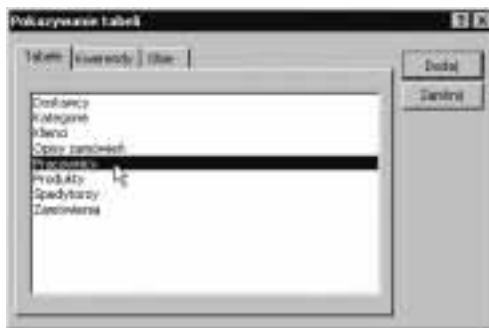 Pokazywanie tabeli
Tabele Kwerendy Obie
Dodaj
Zamknij
Dostawcy
Kategorie
Klienci
Opisy zamówień
Pracownicy
Produkty
Spedytorzy
Zamówienia